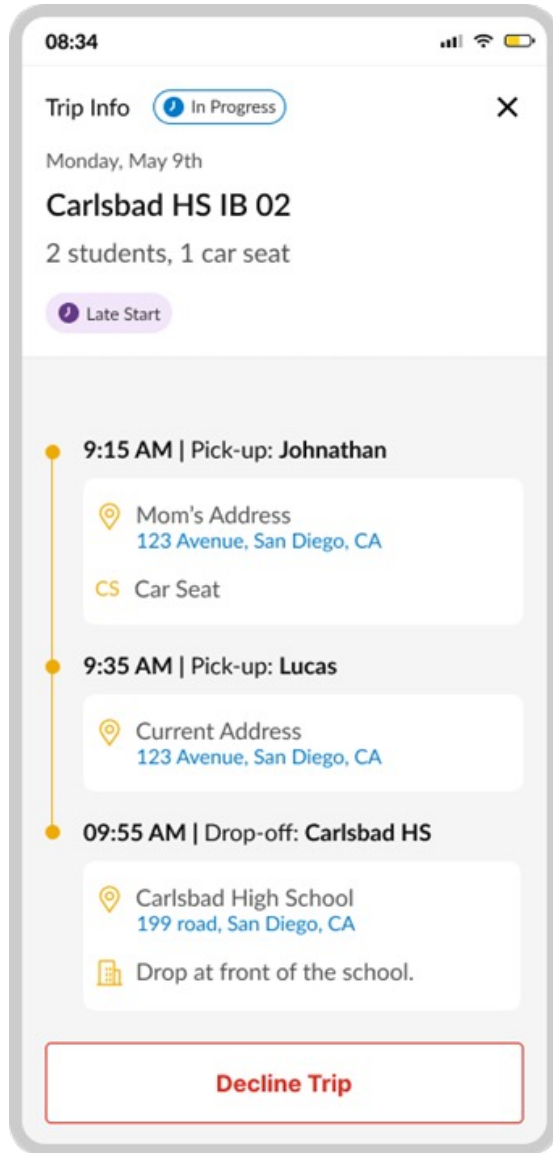 08:34
Trip Info In Progress
Monday, May 9th
Carlsbad HS IB 02
2 students, 1 car seat
Late Start
9:15 AM | Pick-up: Johnathan
Mom's Address
123 Avenue, San Diego, CA
CS Car Seat
9:35 AM | Pick-up: Lucas
Current Address
123 Avenue, San Diego, CA
09:55 AM | Drop-off: Carlsbad HS
Carlsbad High School
199 road, San Diego, CA
Drop at front of the school.
Decline Trip